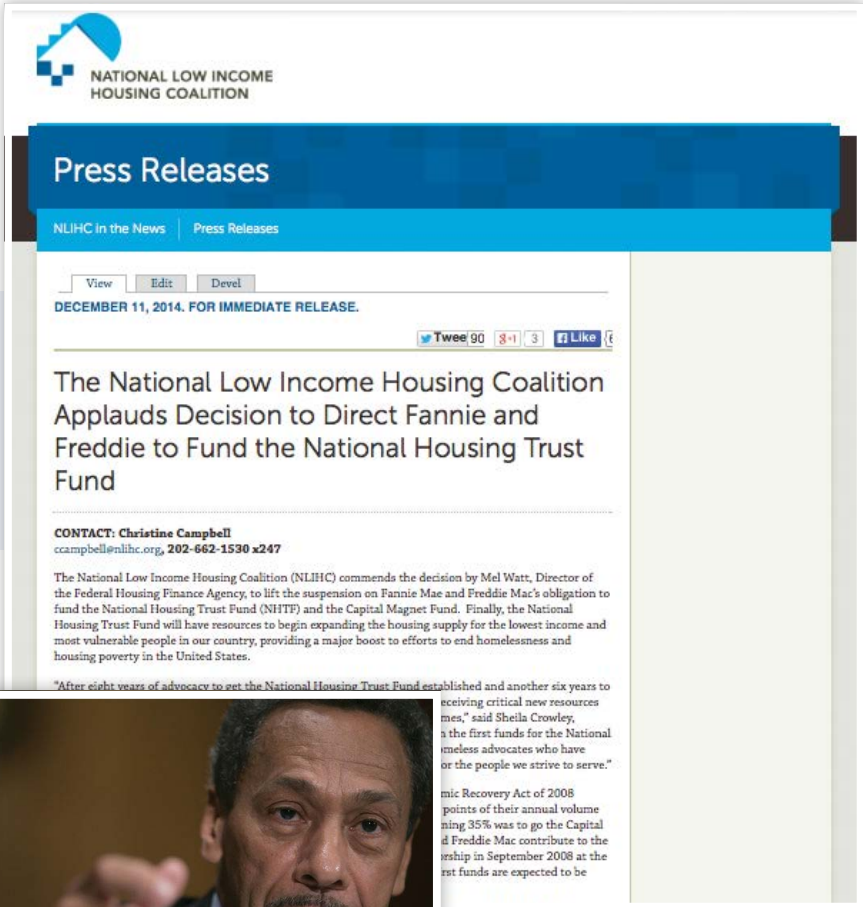 NATIONAL LOW INCOME
HOUSING COALITION
Press Releases
NLIHC in the News
Press Releases
View
Edit
Devel
DECEMBER 11, 2014. FOR IMMEDIATE RELEASE.
Twee 90
g+1 3
Like
The National Low Income Housing Coalition
Applauds Decision to Direct Fannie and
Freddie to Fund the National Housing Trust
Fund
CONTACT: Christine Campbell
ccampbell@nlihc.org, 202-662-1530 x247
The National Low Income Housing Coalition (NLIHC) commends the decision by Mel Watt, Director of
the Federal Housing Finance Agency, to lift the suspension on Fannie Mae and Freddie Mac's obligation to
fund the National Housing Trust Fund (NHTF) and the Capital Magnet Fund. Finally, the National
Housing Trust Fund will have resources to begin expanding the housing supply for the lowest income and
most vulnerable people in our country, providing a major boost to efforts to end homelessness and
housing poverty in the United States.
"After eight years of advocacy to get the National Housing Trust Fund established and another six years to
eceiving critical new resources
mes," said Sheila Crowley,
the first funds for the National
meless advocates who have
or the people we strive to serve."
mic Recovery Act of 2008
points of their annual volume
ning 35% was to go the Capital
d Freddie Mac contribute to the
rship in September 2008 at the
rst funds are expected to be